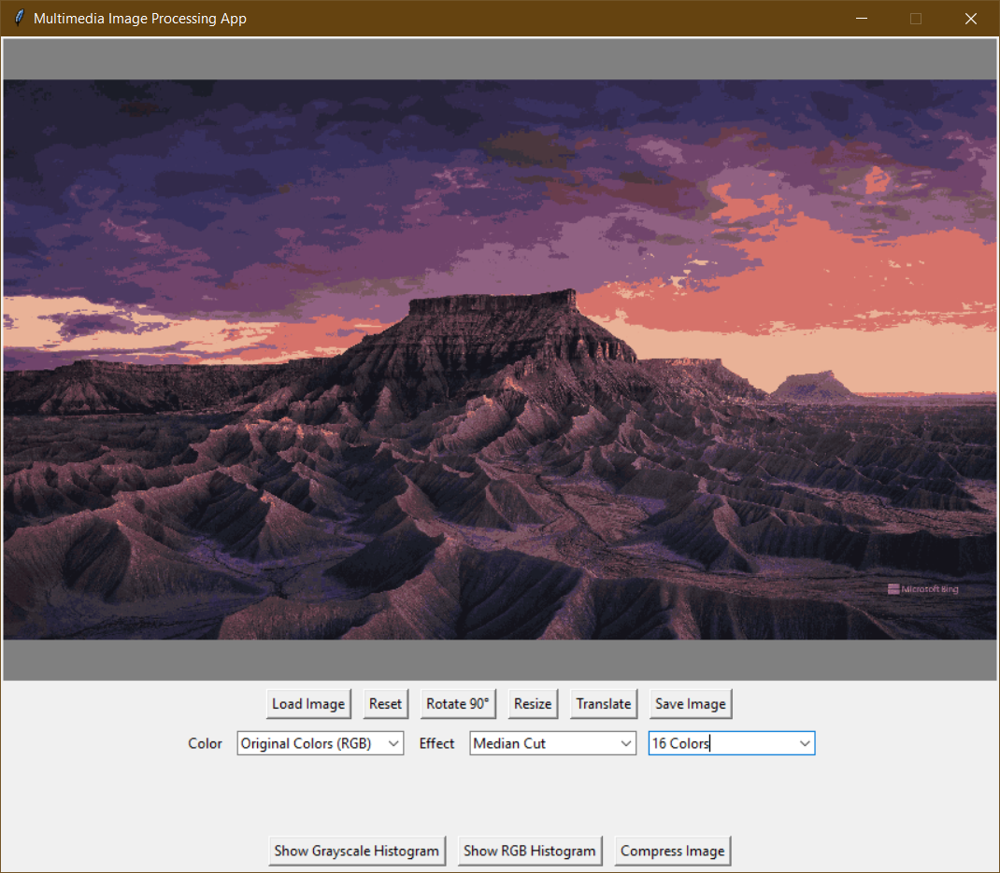 Multimedia Image Processing App
Microsoft Bing
Load Image Reset Rotate 90° Resize Translate Save Image
Color Original Colors (RGB) Effect Median Cut 16 Colors
Show Grayscale Histogram Show RGB Histogram Compress Image